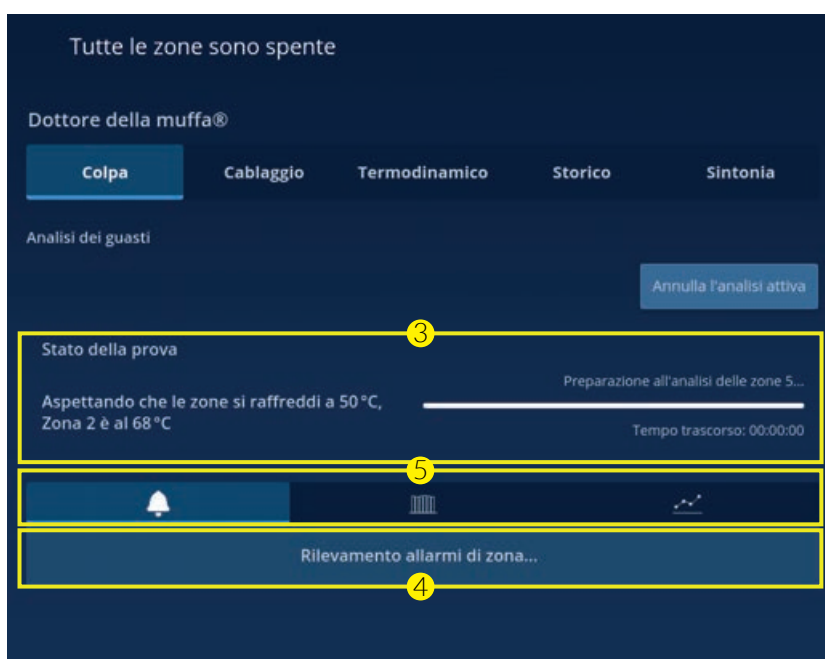 Tutte le zone sono spente
Dottore della muffa®
Colpa Cablaggio Termodinamico Storico Sintonia
Analisi dei guasti
Annulla l'analisi attiva
3
Stato della prova
Preparazione all'analisi delle zone 5...
Aspettando che le zone si raffreddi a 50 °C,
Zona 2 è al 68 °C
Tempo trascorso: 00:00:00
5
Rilevamento allarmi di zona...
4